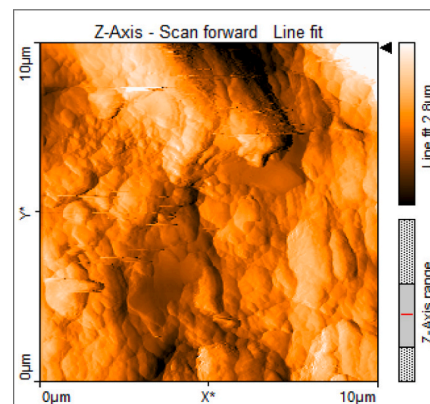 Z-Axis - Scan forward Line fit
10µm
Y*
0µm
0µm
X*
10µm
Line fit 2.8µm
Z-Axis range